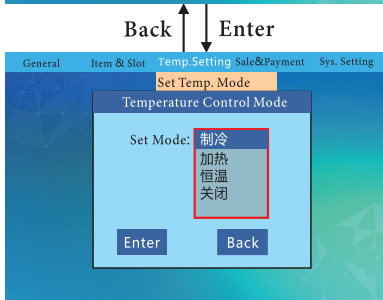 Back Enter
General Item & Slot Temp.Setting Sale&Payment Sys. Setting
Set Temp. Mode
Temperature Control Mode
Set Mode: 制冷
加热
恒温
关闭
Enter Back